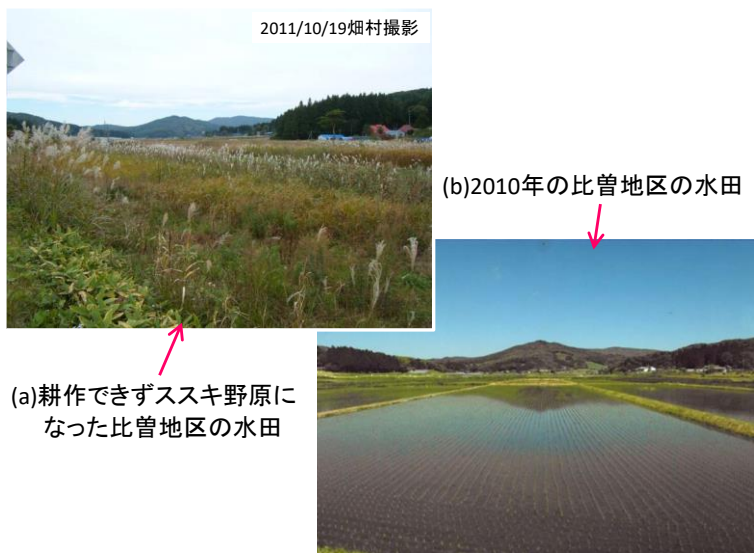 2011/10/19畑村撮影
(b)2010年の比曽地区の水田
(a)耕作できずススキ野原に
なった比曽地区の水田